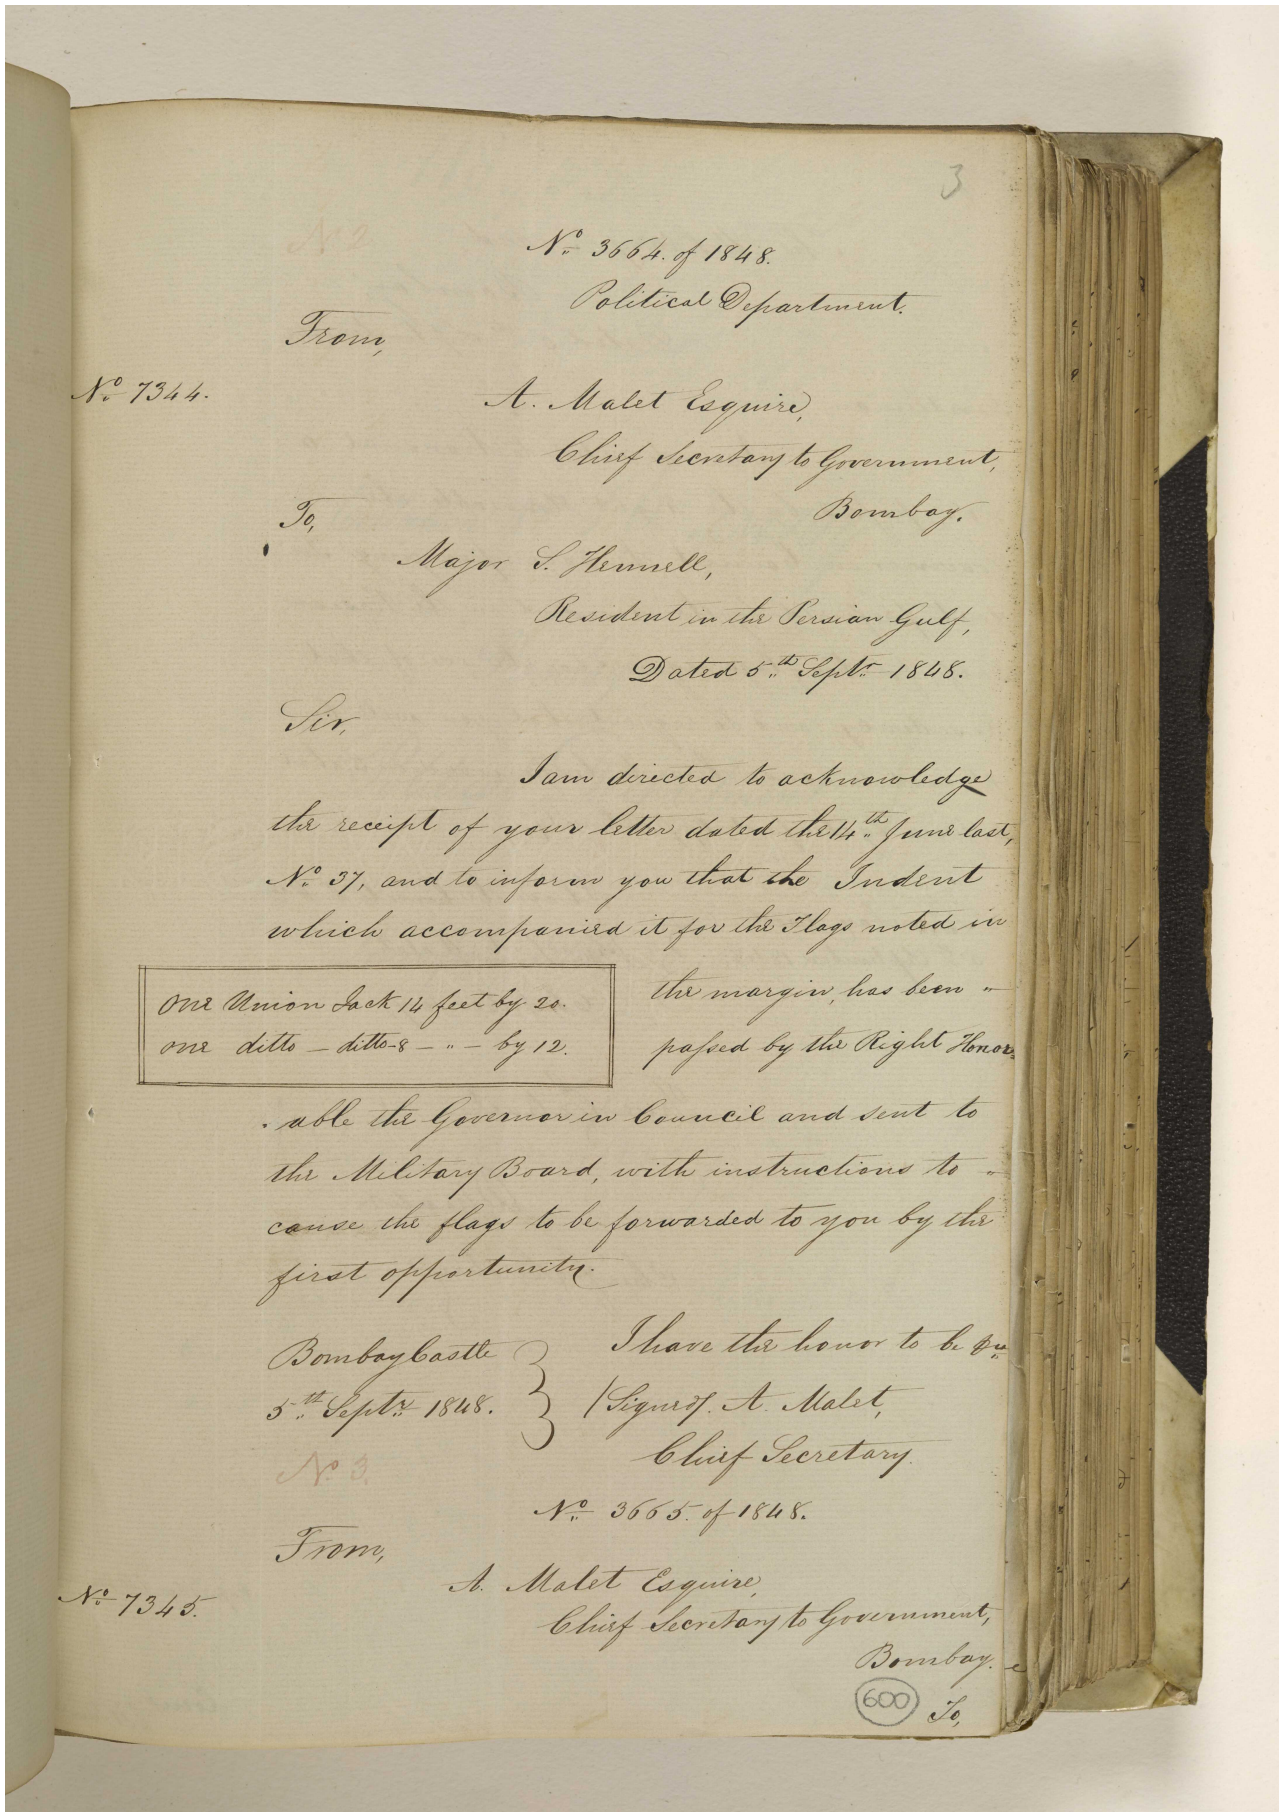 3
No 2
No 3664. of 1848.
Political Department.
From,
No 7344.
A. Malet Esquire,
Chief Secretary to Government,
Bombay.
To,
Major S. Hennell,
Resident in the Persian Gulf,
Dated 5th Septr 1848.
Sir,
I am directed to acknowledge
the receipt of your letter dated the 14th June last,
No 37, and to inform you that the Indent
which accompanied it for the Flags noted in
one Union Jack 14 feet by 20.
one ditto – ditto – 8 – " – by 12.
the margin, has been "
passed by the Right Honor=
=able the Governor in Council and sent to
the Military Board, with instructions to "
cause the flags to be forwarded to you by the
first opportunity.
Bombay Castle
5th Septr 1848.
I have the honor to be &ca
/Signed/. A. Malet,
Chief Secretary.
No 3.
No 3665. of 1848.
From,
No 7345.
A. Malet Esquire,
Chief Secretary to Government,
Bombay.
600
To,